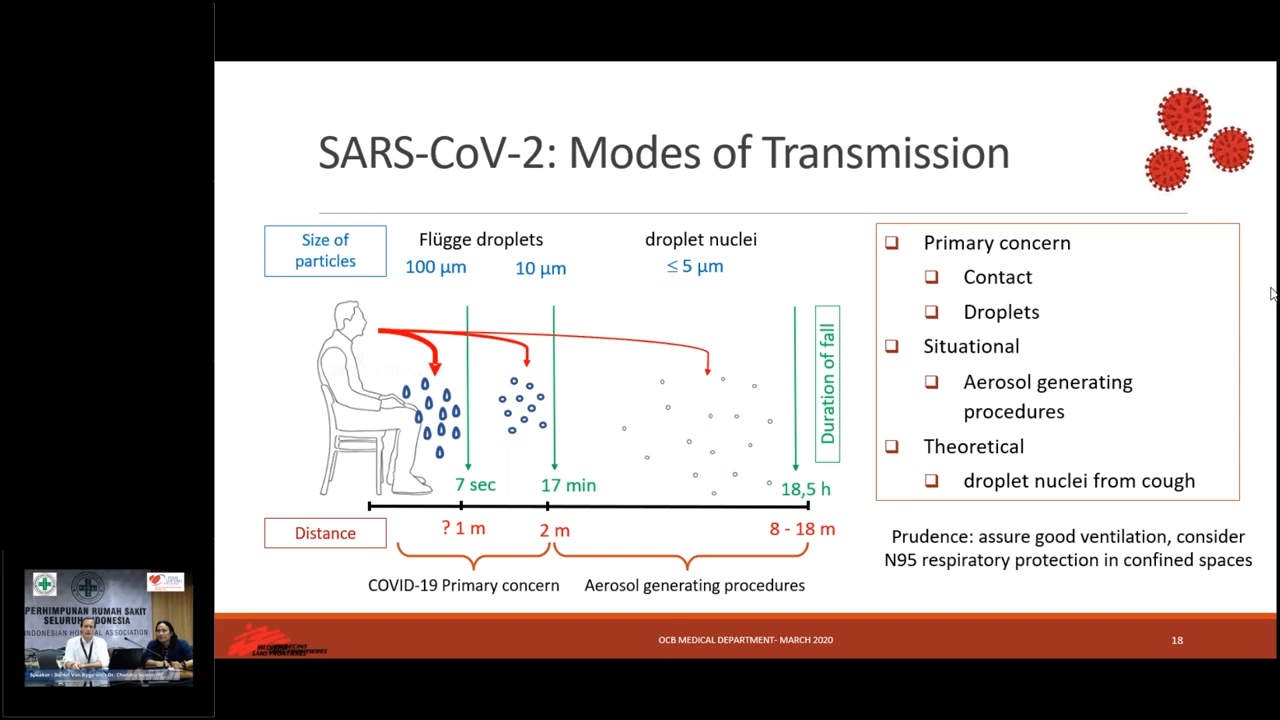 SARS-CoV-2: Modes of Transmission
Size of
particles
Flügge droplets
100 µm
10 µm
droplet nuclei
≤ 5 µm
Duration of fall
7 sec
17 min
18,5 h
Distance
? 1 m
2 m
8 - 18 m
COVID-19 Primary concern
Aerosol generating procedures
Primary concern
Contact
Droplets
Situational
Aerosol generating
procedures
Theoretical
droplet nuclei from cough
Prudence: assure good ventilation, consider
N95 respiratory protection in confined spaces
OCB MEDICAL DEPARTMENT- MARCH 2020
18
PERHIMPUNAN RUMAH SAKIT
SELURUH INDONESIA
INDONESIAN HOSPITAL ASSOCIATION